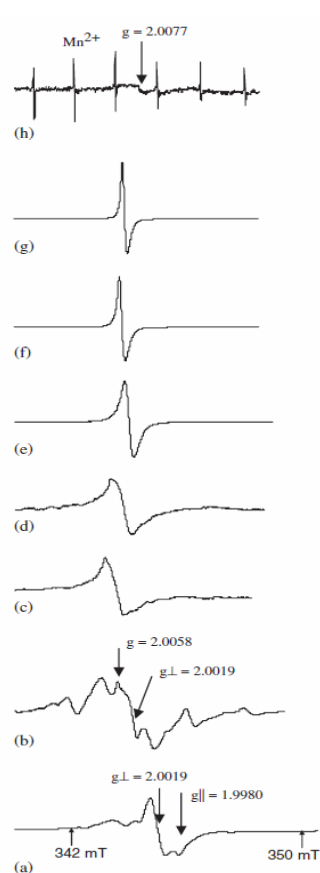 Mn²⁺
g = 2.0077
(h)
(g)
(f)
(e)
(d)
(c)
g = 2.0058
g⊥ = 2.0019
(b)
g⊥ = 2.0019
g|| = 1.9980
342 mT
350 mT
(a)